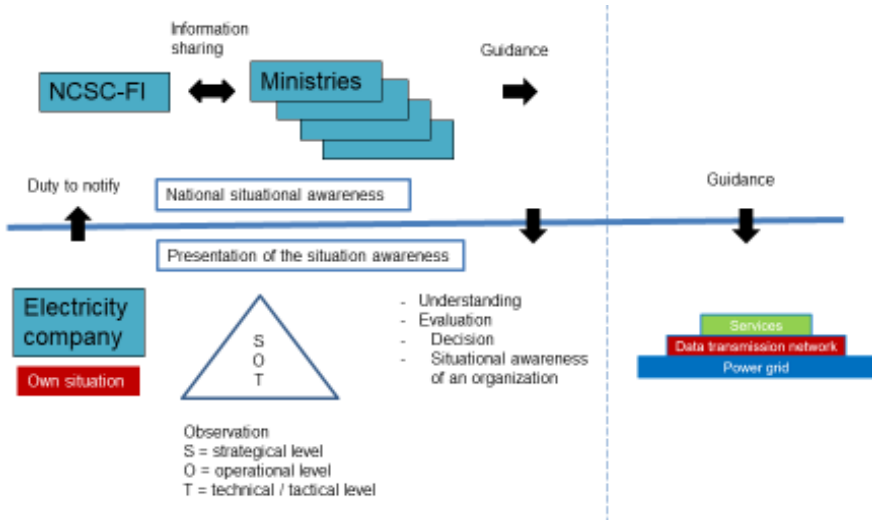 Information
sharing
Guidance
NCSC-FI
Ministries
Duty to notify
National situational awareness
Guidance
Presentation of the situation awareness
Electricity
company
Own situation
S
O
T
- Understanding
- Evaluation
- Decision
- Situational awareness
of an organization
Services
Data transmission network
Power grid
Observation
S = strategical level
O = operational level
T = technical / tactical level